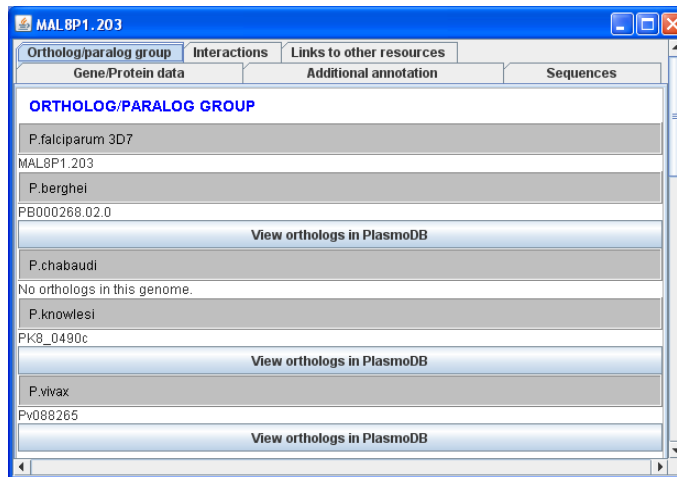 MAL8P1.203
Ortholog/paralog group Interactions Links to other resources
Gene/Protein data Additional annotation Sequences
ORTHOLOG/PARALOG GROUP
P.falciparum 3D7
MAL8P1.203
P.berghei
PB000268.02.0
View orthologs in PlasmoDB
P.chabaudi
No orthologs in this genome.
P.knowlesi
PK8_0490c
View orthologs in PlasmoDB
P.vivax
Pv088265
View orthologs in PlasmoDB